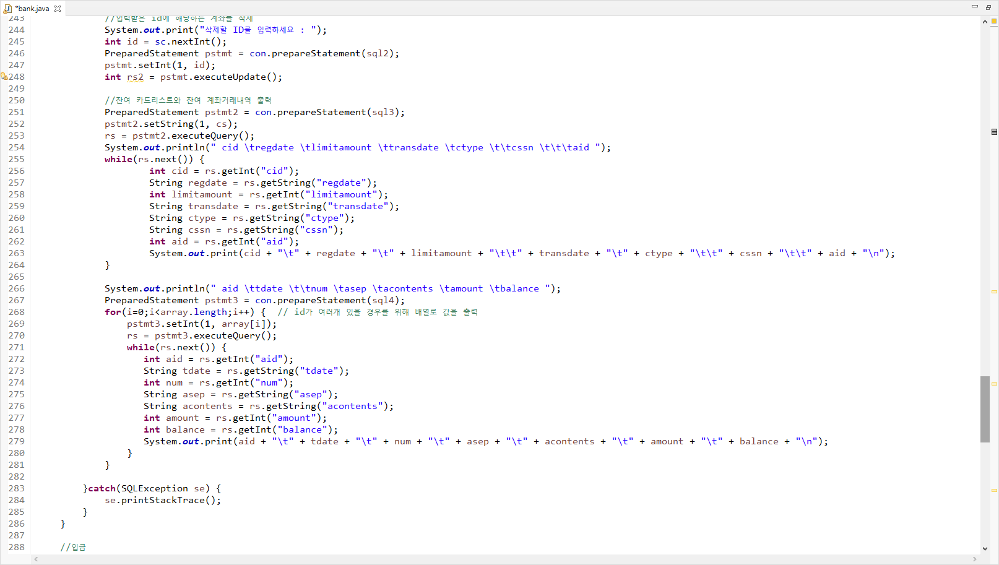 *bank.java
243 //입력받은 id에 해당하는 계좌를 삭제
244 System.out.print("삭제할 ID를 입력하세요 : ");
245 int id = sc.nextInt();
246 PreparedStatement pstmt = con.prepareStatement(sql2);
247 pstmt.setInt(1, id);
248 int rs2 = pstmt.executeUpdate();
249
250 //잔여 카드리스트와 잔여 계좌거래내역 출력
251 PreparedStatement pstmt2 = con.prepareStatement(sql3);
252 pstmt2.setString(1, cs);
253 rs = pstmt2.executeQuery();
254 System.out.println(" cid \tregdate \tlimitamount \ttransdate \tctype \t\tcssn \t\t\taid ");
255 while(rs.next()) {
256 int cid = rs.getInt("cid");
257 String regdate = rs.getString("regdate");
258 int limitamount = rs.getInt("limitamount");
259 String transdate = rs.getString("transdate");
260 String ctype = rs.getString("ctype");
261 String cssn = rs.getString("cssn");
262 int aid = rs.getInt("aid");
263 System.out.print(cid + "\t" + regdate + "\t" + limitamount + "\t\t" + transdate + "\t" + ctype + "\t\t" + cssn + "\t\t" + aid + "\n");
264 }
265
266 System.out.println(" aid \ttdate \t\tnum \tasep \tacontents \tamount \tbalance ");
267 PreparedStatement pstmt3 = con.prepareStatement(sql4);
268 for(i=0;i<array.length;i++) { // id가 여러개 있을 경우를 위해 배열로 값을 출력
269 pstmt3.setInt(1, array[i]);
270 rs = pstmt3.executeQuery();
271 while(rs.next()) {
272 int aid = rs.getInt("aid");
273 String tdate = rs.getString("tdate");
274 int num = rs.getInt("num");
275 String asep = rs.getString("asep");
276 String acontents = rs.getString("acontents");
277 int amount = rs.getInt("amount");
278 int balance = rs.getInt("balance");
279 System.out.print(aid + "\t" + tdate + "\t" + num + "\t" + asep + "\t" + acontents + "\t" + amount + "\t" + balance + "\n");
280 }
281 }
282
283 }catch(SQLException se) {
284 se.printStackTrace();
285 }
286 }
287
288 //입금